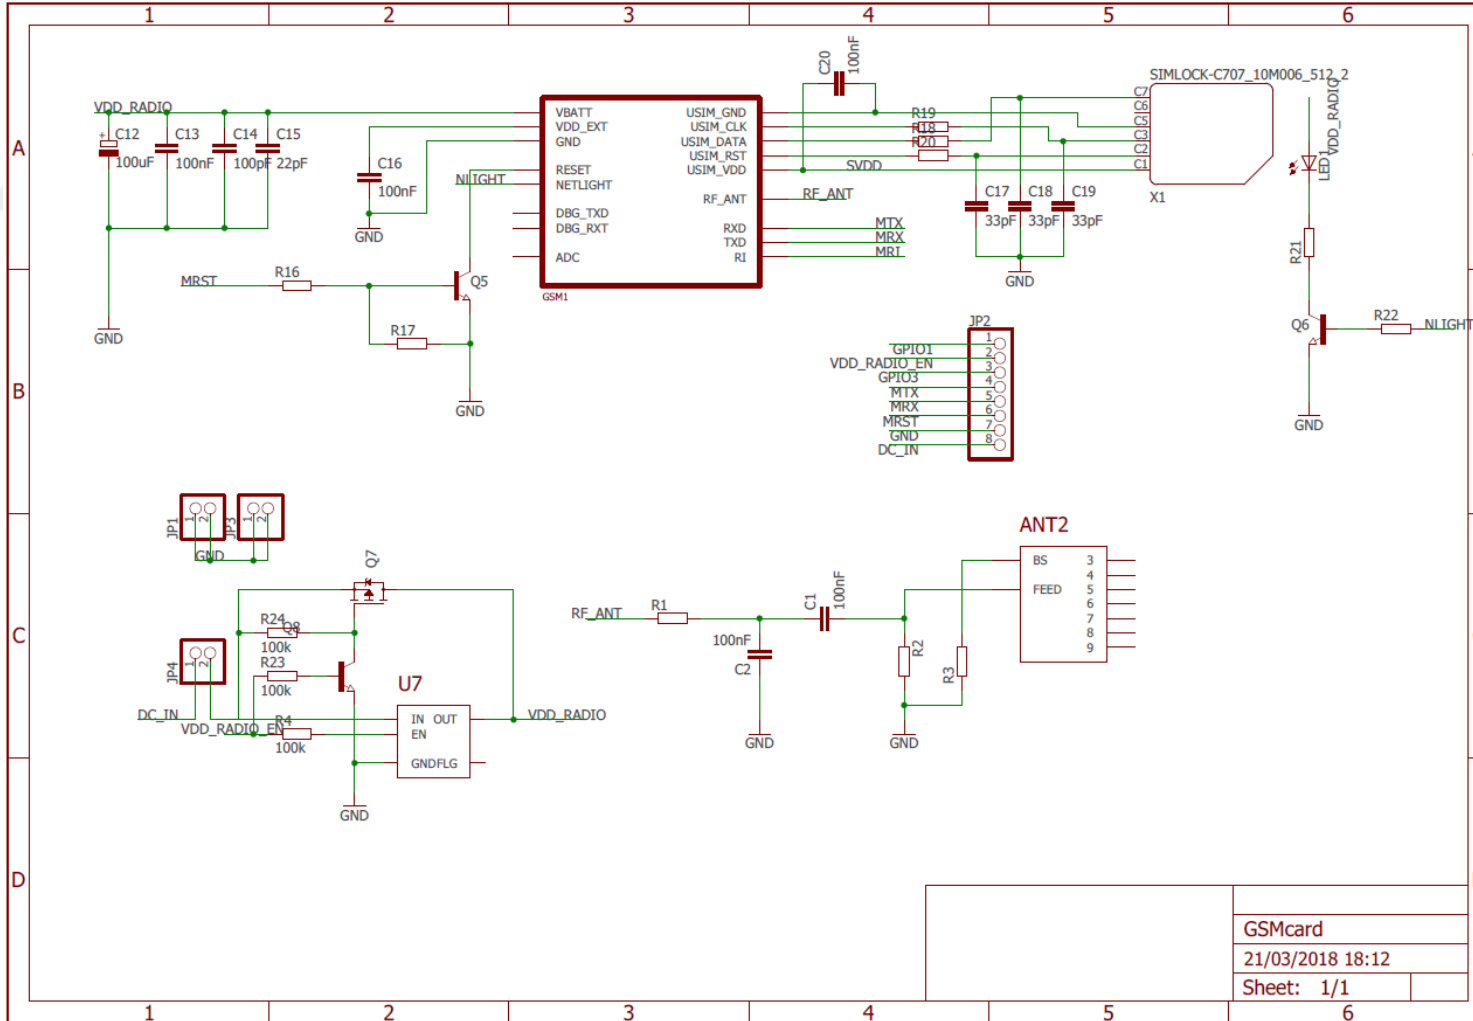 1 2 3 4 5 6
A
B
C
D
VDD_RADIO
C12
100uF
C13
100nF
C14
100pF
C15
22pF
C16
100nF
GND
GND
NLIGHT
VBATT
VDD_EXT
GND
RESET
NETLIGHT
DBG_TXD
DBG_RXT
ADC
USIM_GND
USIM_CLK
USIM_DATA
USIM_RST
USIM_VDD
RF_ANT
RXD
TXD
RI
GSM1
C20
100nF
R19
R18
R20
SVDD
RF_ANT
MTX
MRX
MRI
C17
33pF
C18
33pF
C19
33pF
GND
SIMLOCK-C707_10M006_512_2
C7
C6
C5
C3
C2
C1
X1
VDD_RADIO
LED1
R21
Q6
R22
NLIGHT
GND
MRST
R16
Q5
R17
GND
JP2
1
2
3
4
5
6
7
8
GPIO1
VDD_RADIO_EN
GPIO3
MTX
MRX
MRST
GND
DC_IN
JP1
1
2
JP3
1
2
GND
Q7
R24
Q8
100k
R23
100k
JP4
1
2
DC_IN
VDD_RADIO_EN
R4
100k
U7
IN OUT
EN
GNDFLG
VDD_RADIO
GND
RF_ANT
R1
C1
100nF
100nF
C2
GND
R2
R3
GND
ANT2
BS
FEED
3
4
5
6
7
8
9
GSMcard
21/03/2018 18:12
Sheet: 1/1
1 2 3 4 5 6